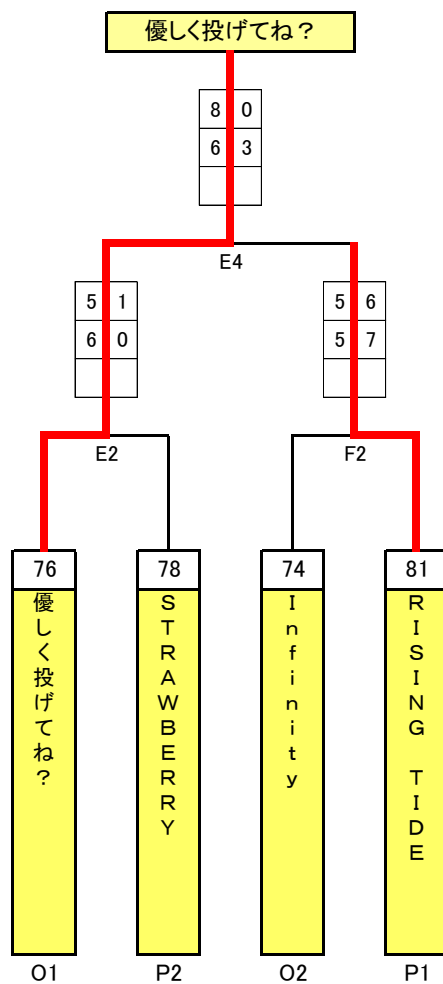 優しく投げてね？
8 0
6 3
E4
5 1
6 0
5 6
5 7
E2
F2
76
78
74
81
優しく投げてね？
ＳＴＲＡＷＢＥＲＲＹ
Ｉｎｆｉｎｉｔｙ
ＲＩＳＩＮＧ　ＴＩＤＥ
O1
P2
O2
P1